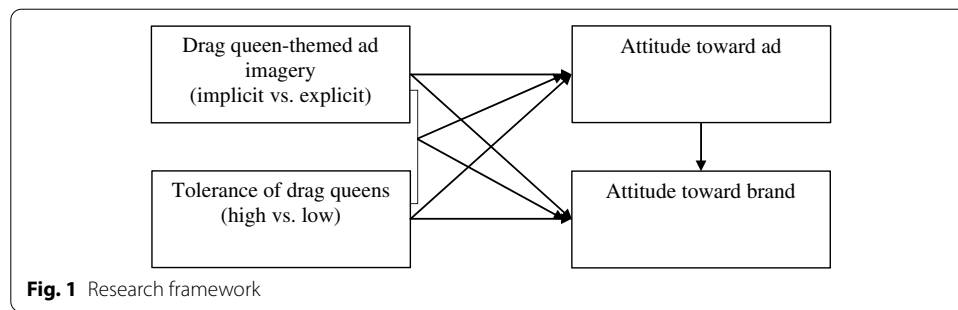 Drag queen-themed ad
imagery
(implicit vs. explicit)
Attitude toward ad
Tolerance of drag queens
(high vs. low)
Attitude toward brand
Fig. 1 Research framework